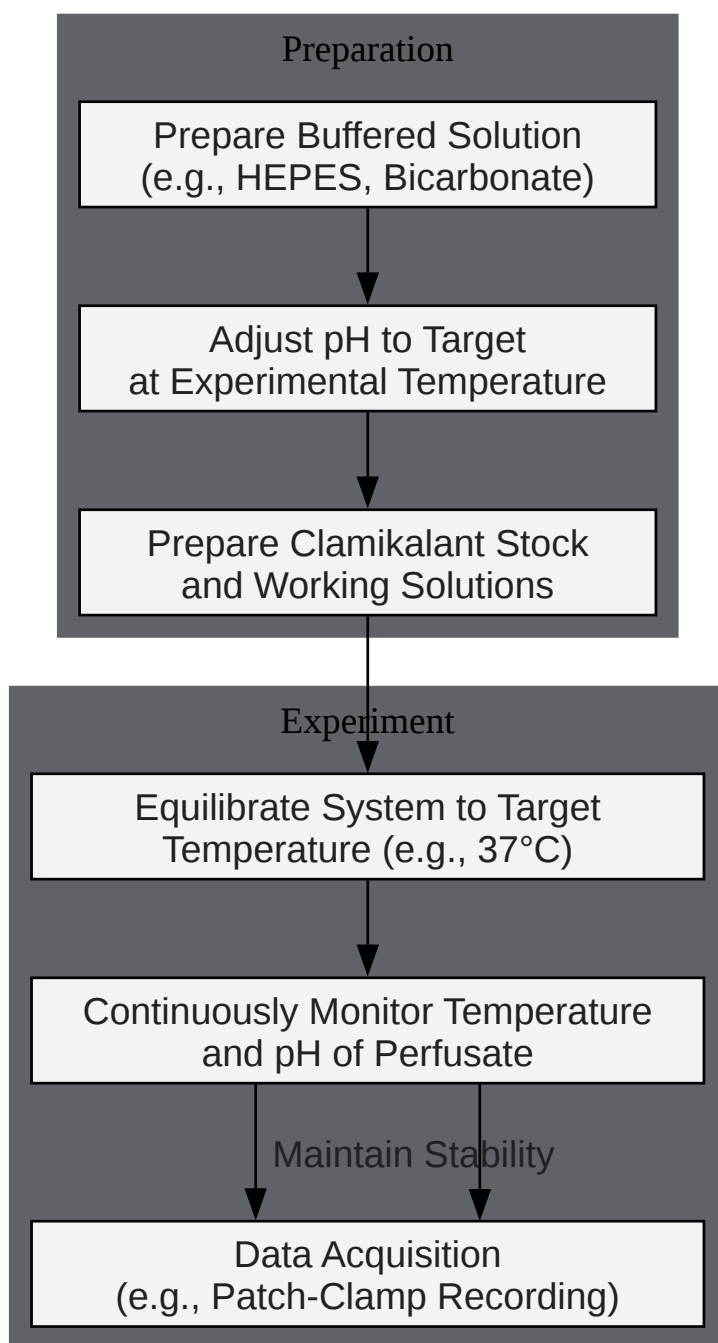 Preparation
Prepare Buffered Solution
(e.g., HEPES, Bicarbonate)
Adjust pH to Target
at Experimental Temperature
Prepare Clamikalant Stock
and Working Solutions
Experiment
Equilibrate System to Target
Temperature (e.g., 37°C)
Continuously Monitor Temperature
and pH of Perfusate
Maintain Stability
Data Acquisition
(e.g., Patch-Clamp Recording)